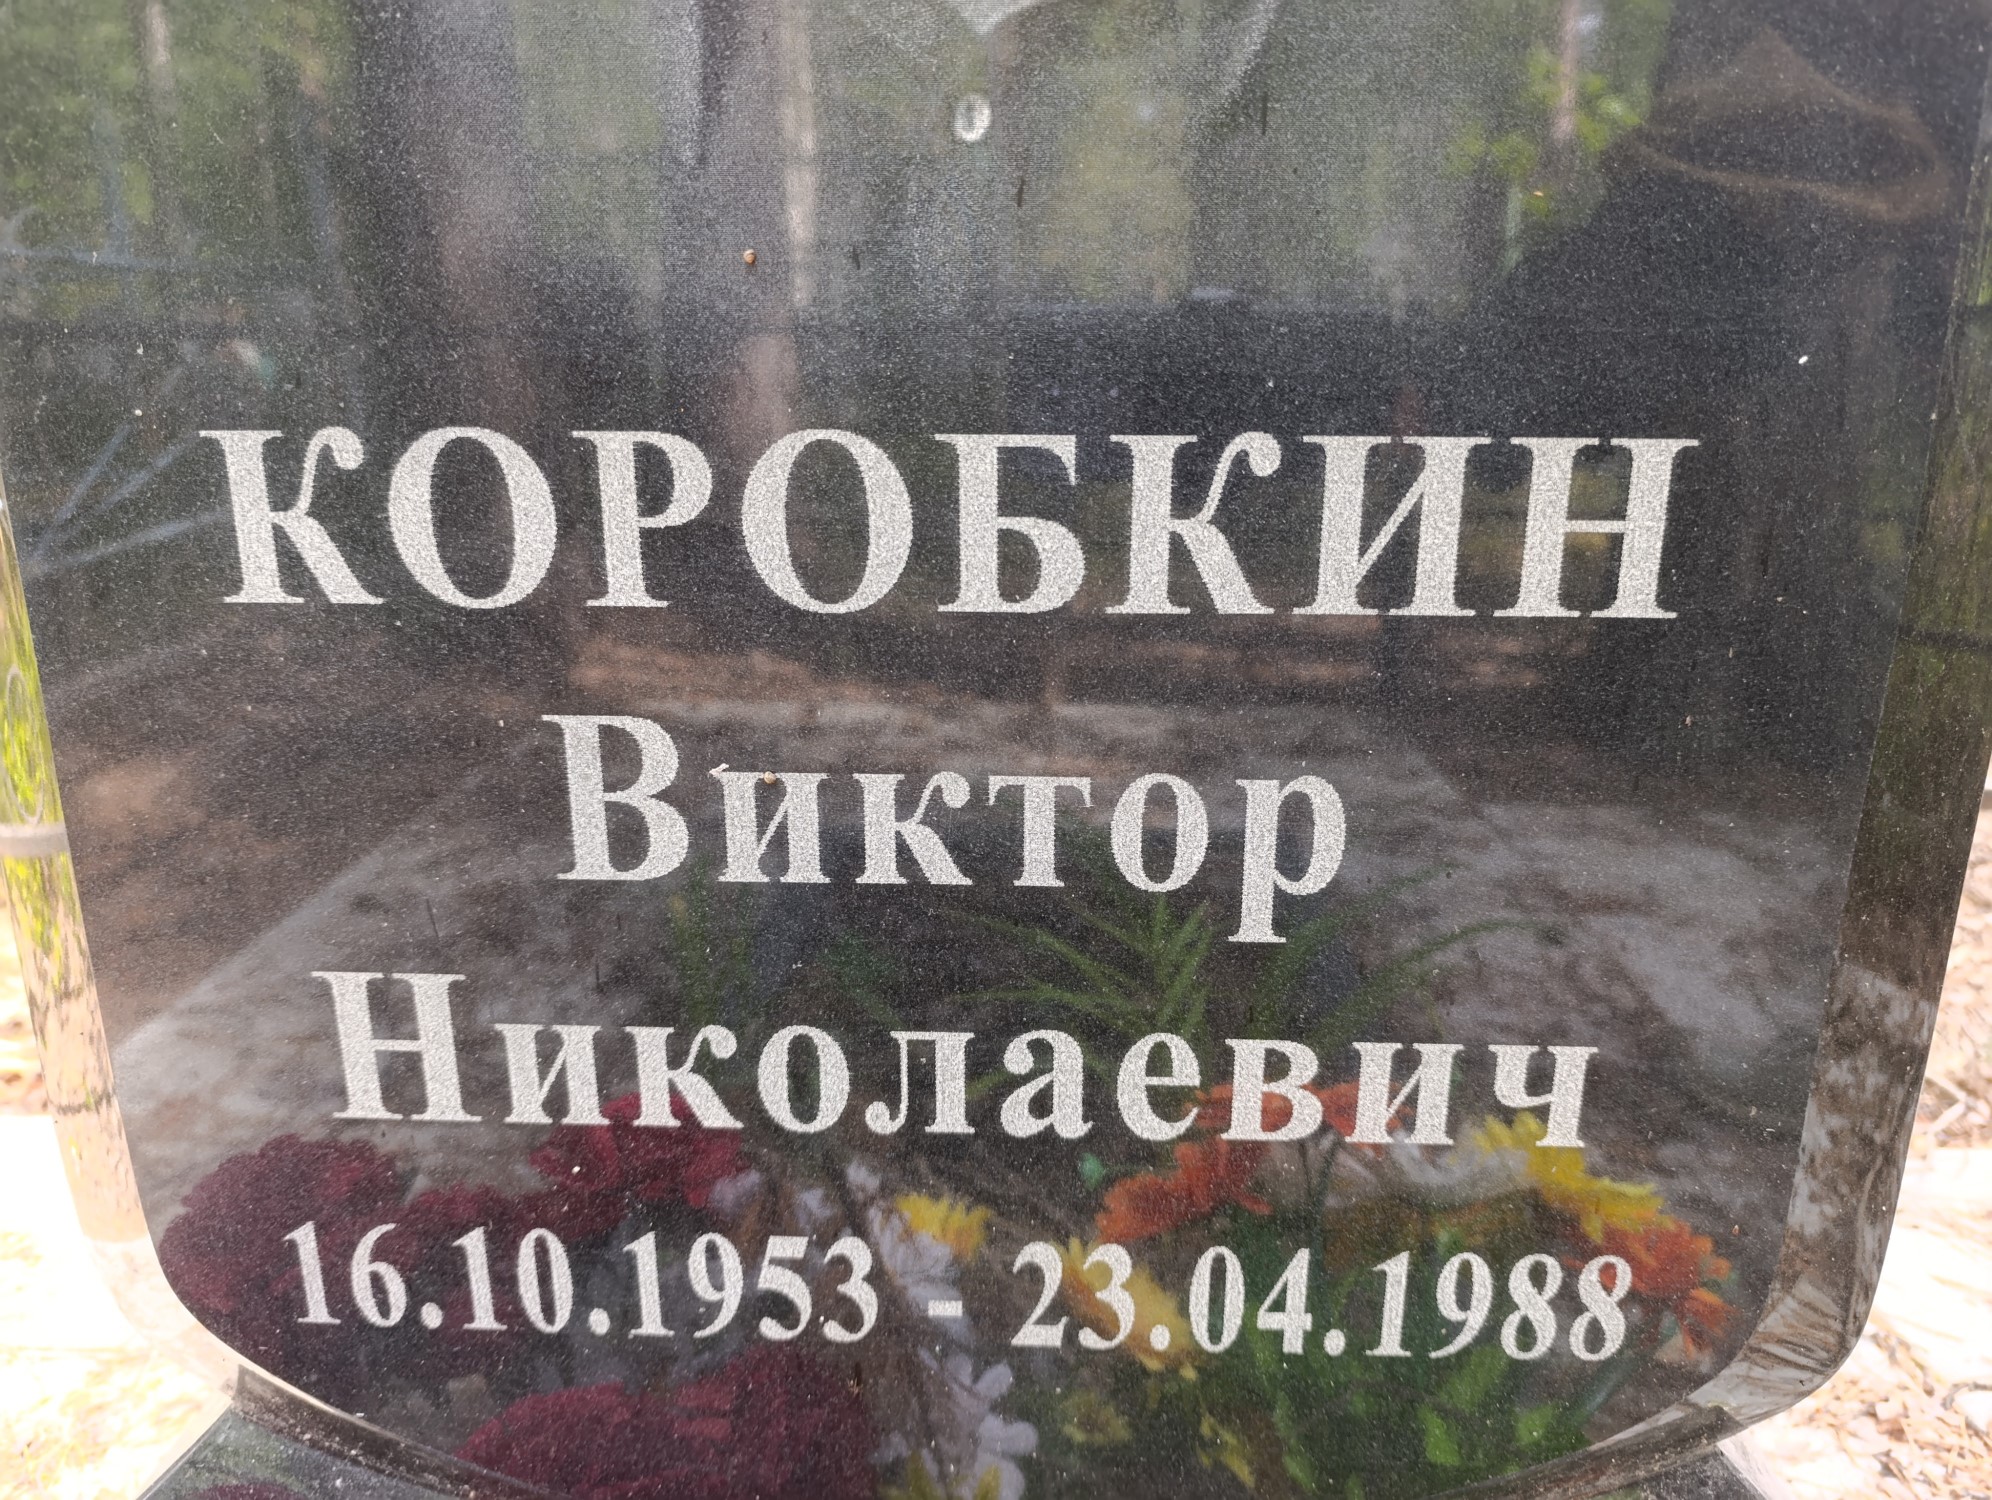 КОРОБКИН
Виктор
Николаевич
16.10.1953 - 23.04.1988